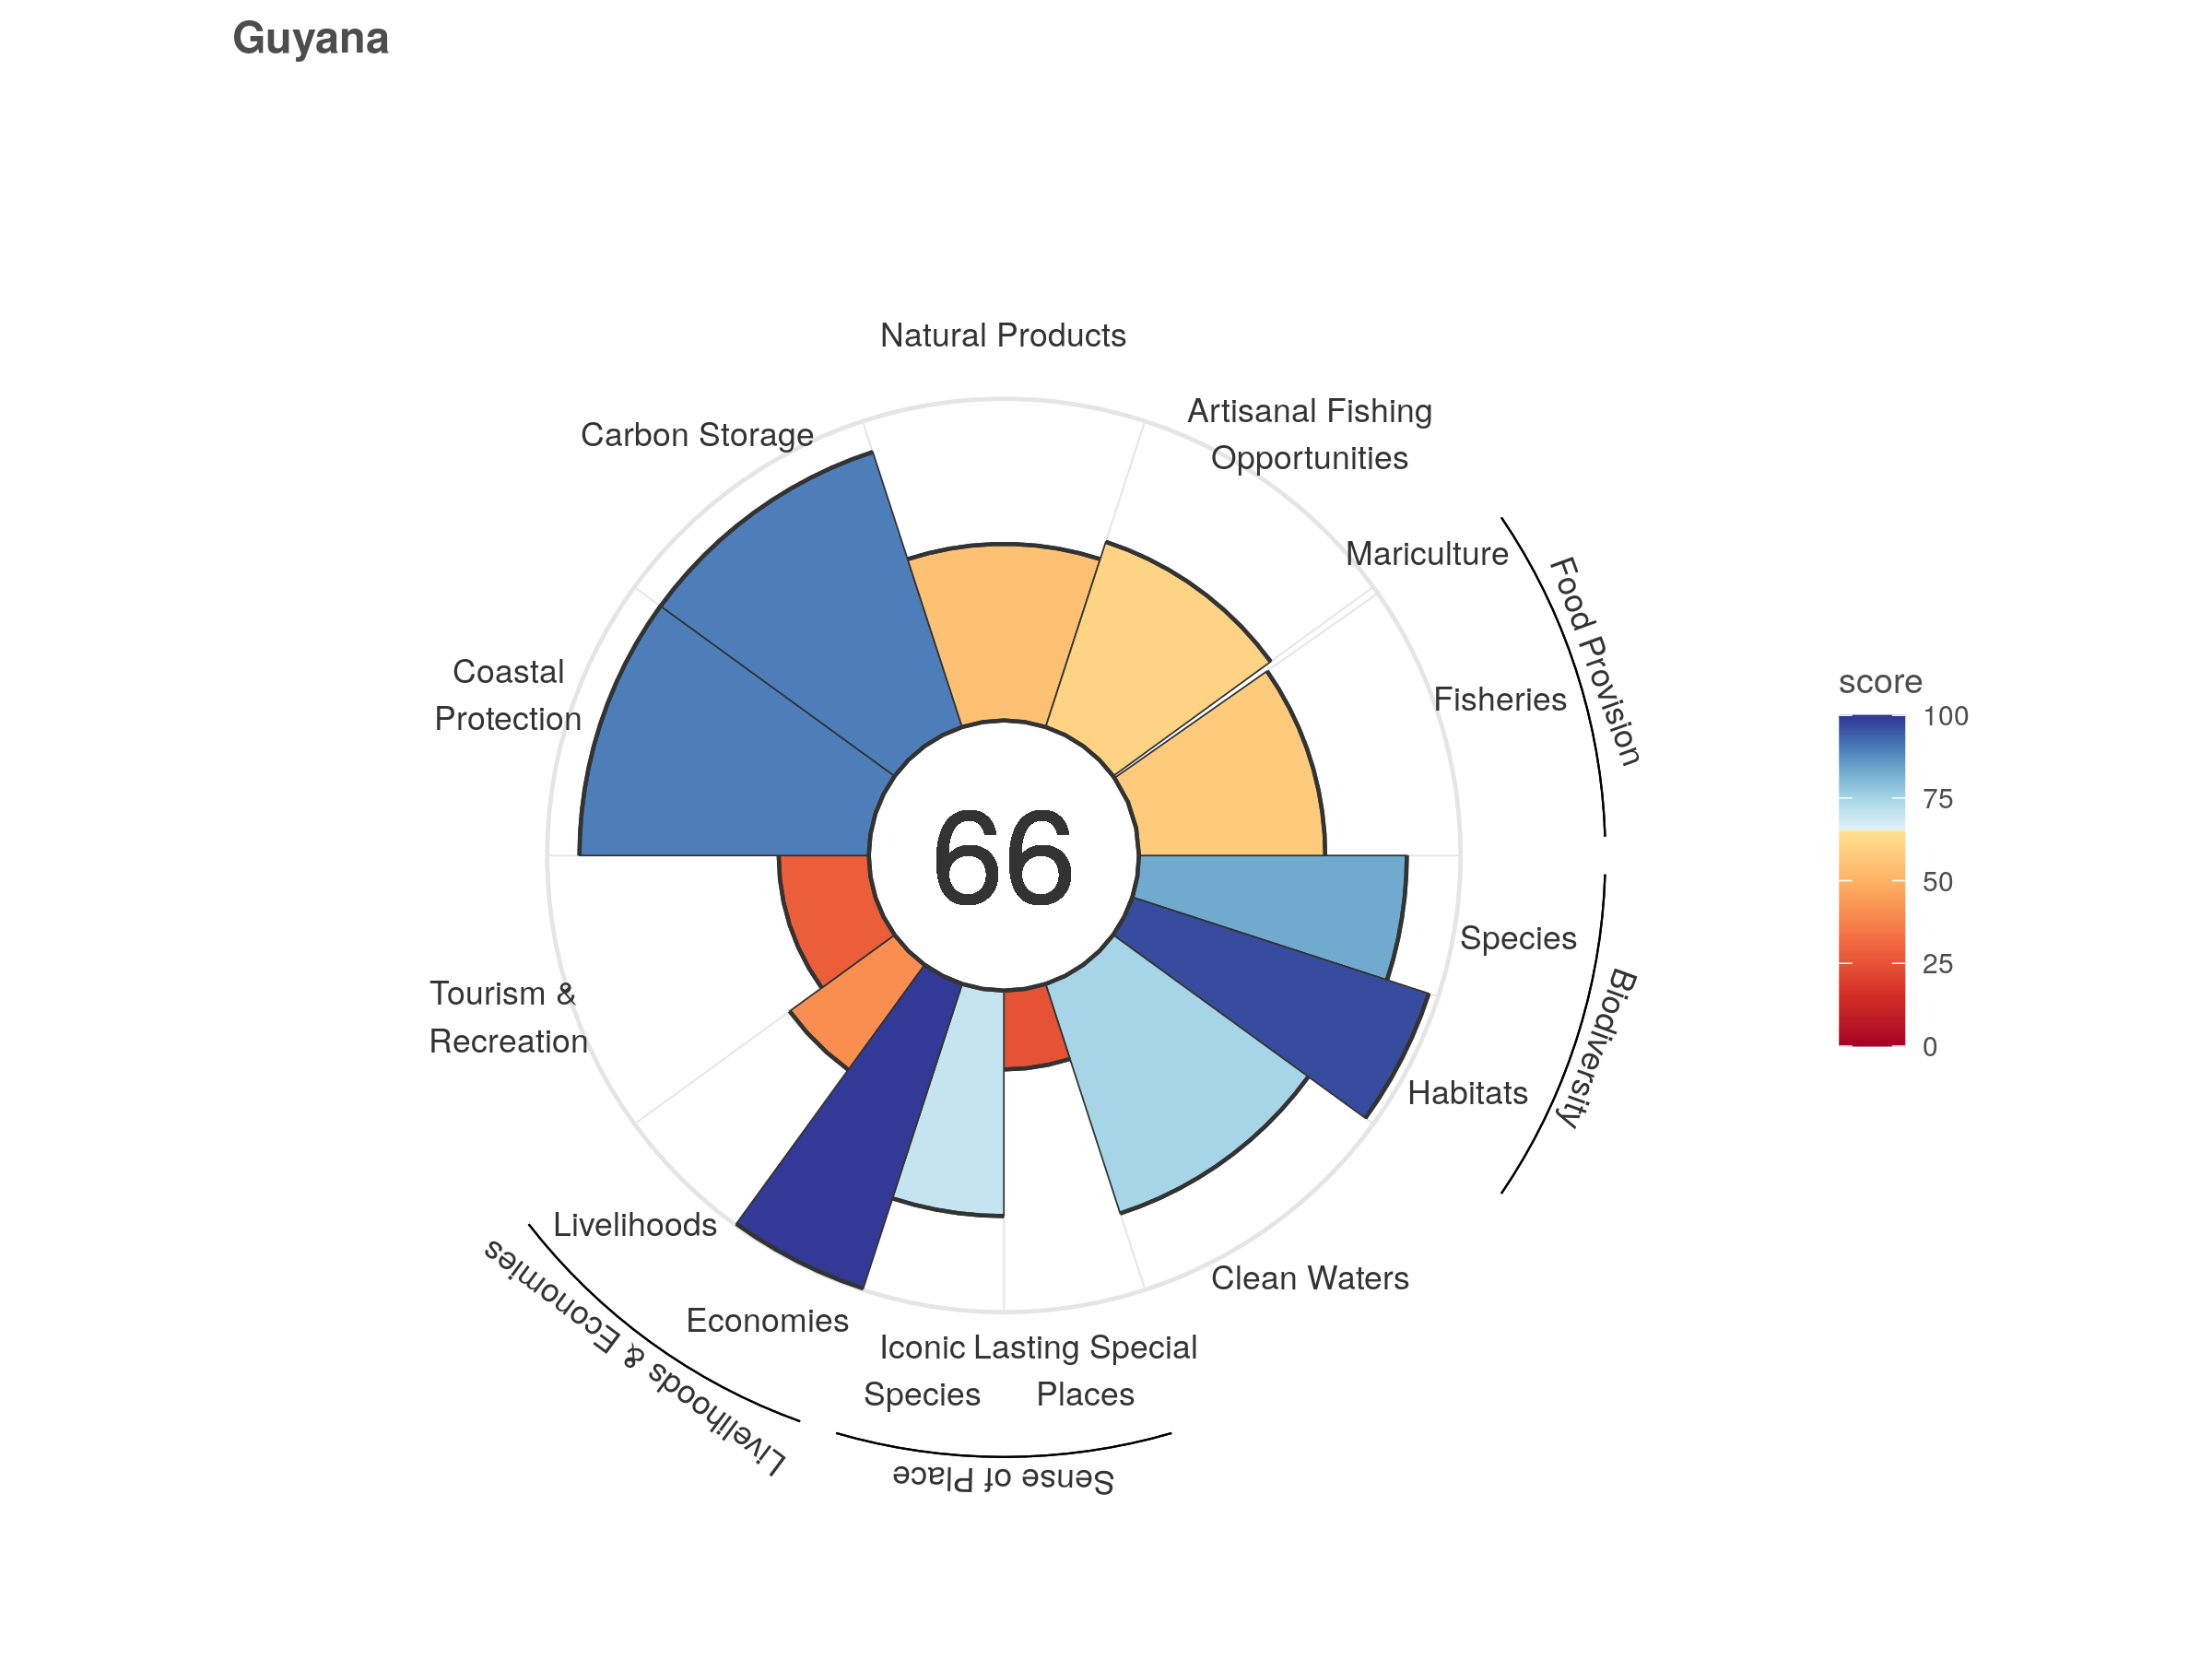 Guyana
Natural Products
Artisanal Fishing
Opportunities
Carbon Storage
Mariculture
Food Provision
Coastal
Protection
Fisheries
score
100
75
50
25
0
66
Species
Biodiversity
Habitats
Tourism &
Recreation
Livelihoods
Livelihoods & Economies
Economies
Clean Waters
Iconic
Species
Lasting Special
Places
Sense of Place